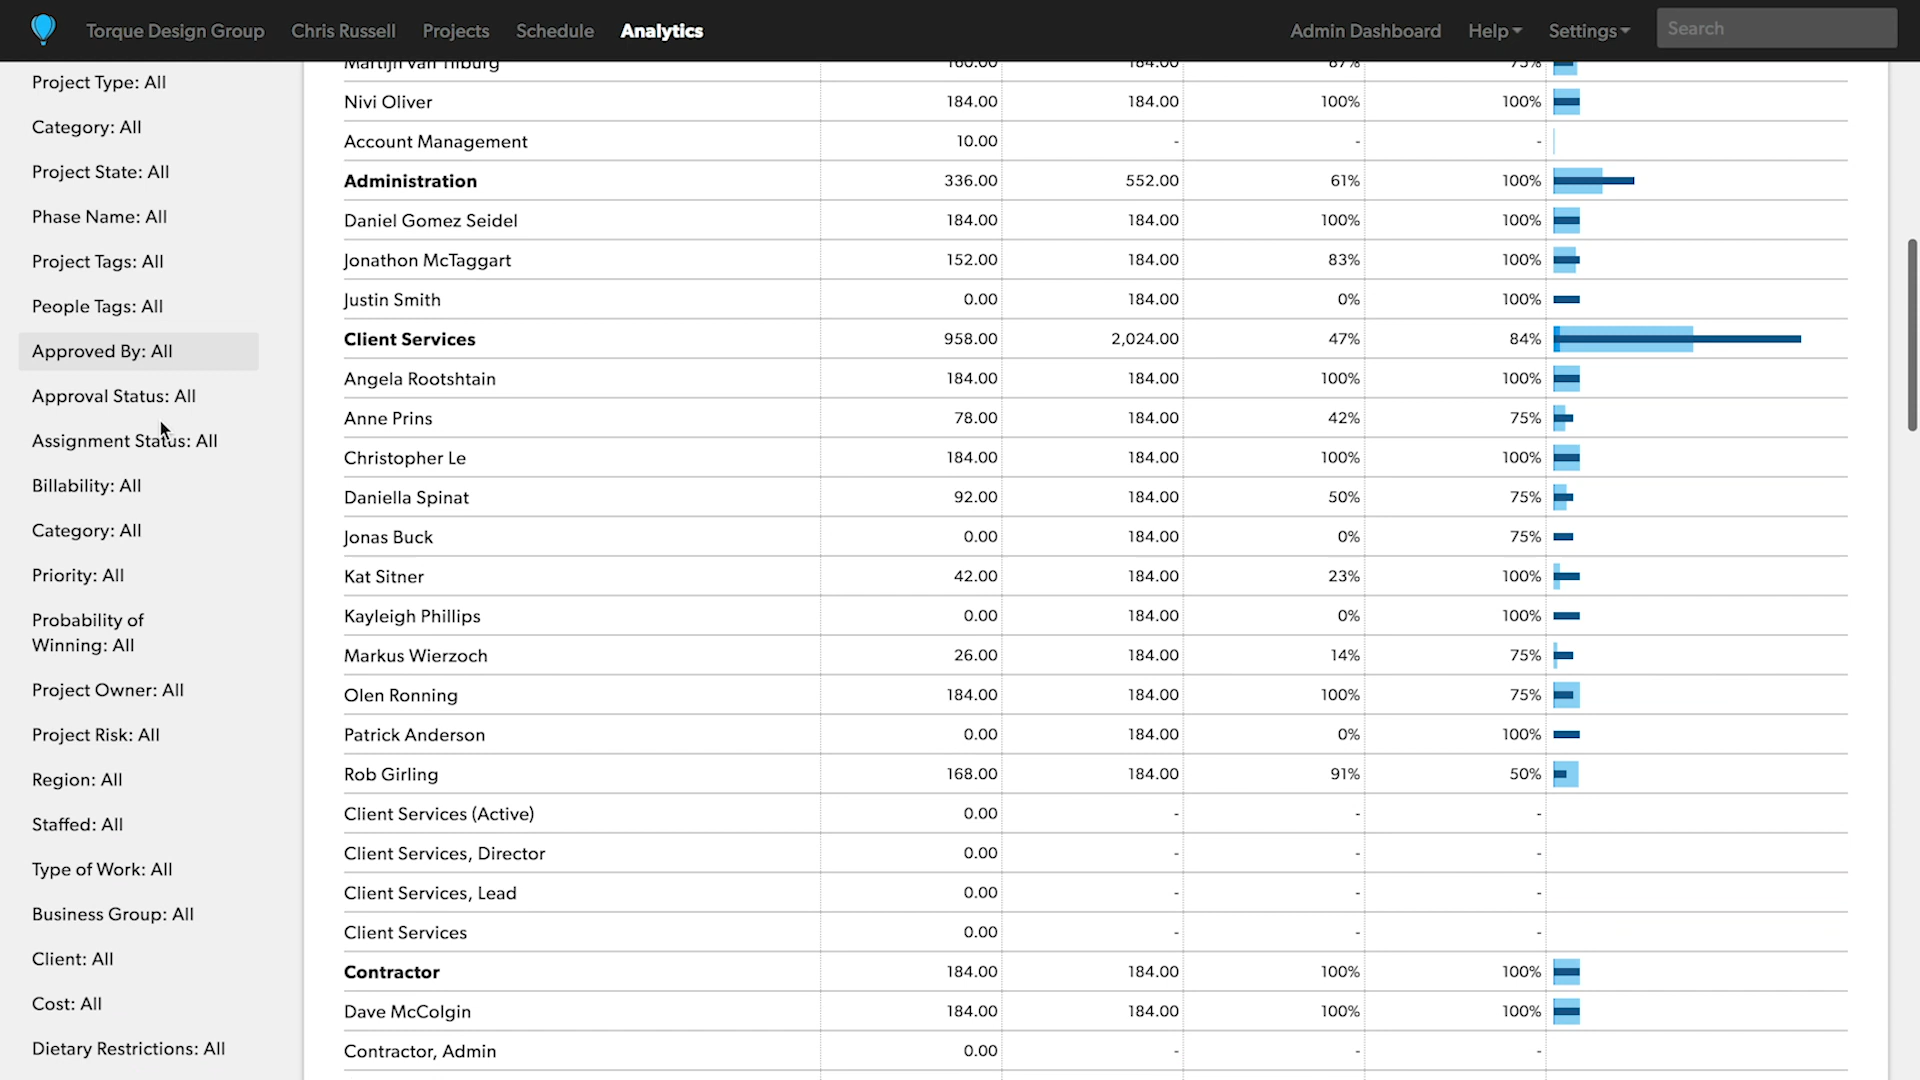 Torque Design Group Chris Russell Projects Schedule Analytics Admin Dashboard Help Settings Search
Project Type: All
Category: All
Project State: All
Phase Name: All
Project Tags: All
People Tags: All
Approved By: All
Approval Status: All
Assignment Status: All
Billability: All
Category: All
Priority: All
Probability of
Winning: All
Project Owner: All
Project Risk: All
Region: All
Staffed: All
Type of Work: All
Business Group: All
Client: All
Cost: All
Dietary Restrictions: All
Martijn van Tilburg 160.00 184.00 87% 75%
Nivi Oliver 184.00 184.00 100% 100%
Account Management 10.00 - - -
Administration 336.00 552.00 61% 100%
Daniel Gomez Seidel 184.00 184.00 100% 100%
Jonathon McTaggart 152.00 184.00 83% 100%
Justin Smith 0.00 184.00 0% 100%
Client Services 958.00 2,024.00 47% 84%
Angela Rootshtain 184.00 184.00 100% 100%
Anne Prins 78.00 184.00 42% 75%
Christopher Le 184.00 184.00 100% 100%
Daniella Spinat 92.00 184.00 50% 75%
Jonas Buck 0.00 184.00 0% 75%
Kat Sitner 42.00 184.00 23% 100%
Kayleigh Phillips 0.00 184.00 0% 100%
Markus Wierzoch 26.00 184.00 14% 75%
Olen Ronning 184.00 184.00 100% 75%
Patrick Anderson 0.00 184.00 0% 100%
Rob Girling 168.00 184.00 91% 50%
Client Services (Active) 0.00 - - -
Client Services, Director 0.00 - - -
Client Services, Lead 0.00 - - -
Client Services 0.00 - - -
Contractor 184.00 184.00 100% 100%
Dave McColgin 184.00 184.00 100% 100%
Contractor, Admin 0.00 - - -